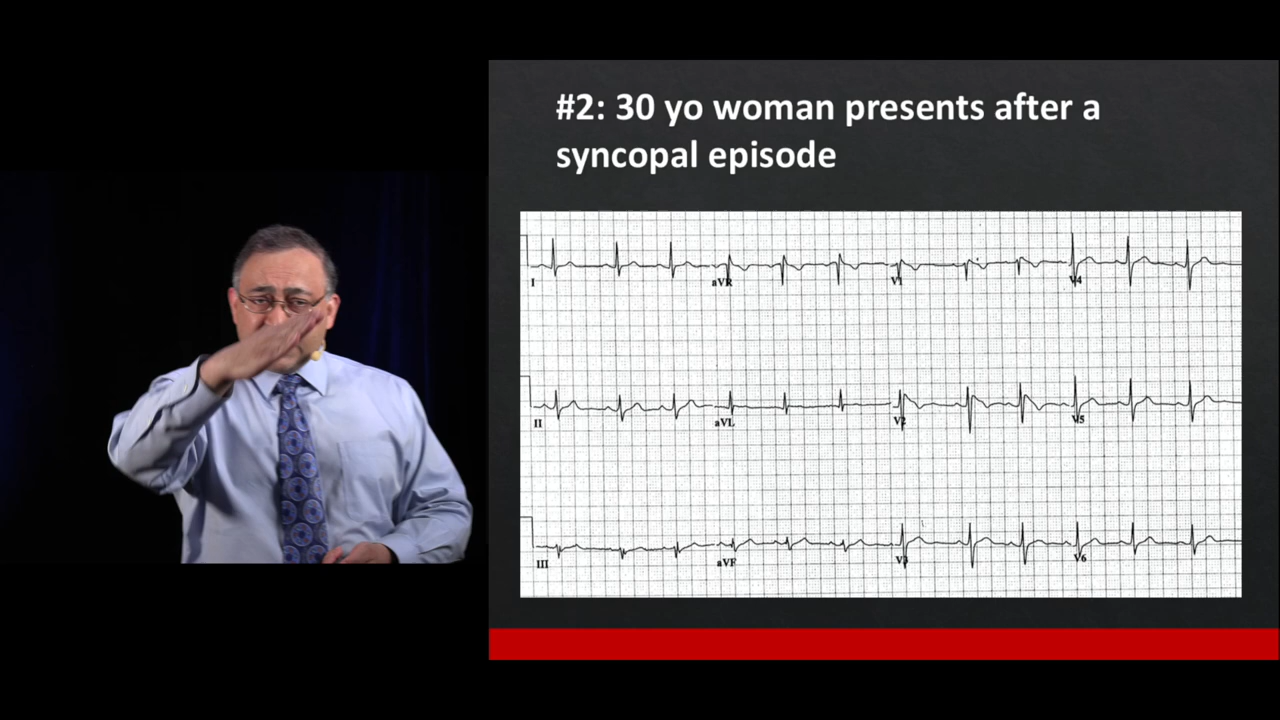 #2: 30 yo woman presents after a
syncopal episode
I aVR V1 V4
II aVL V2 V5
III aVF V3 V6